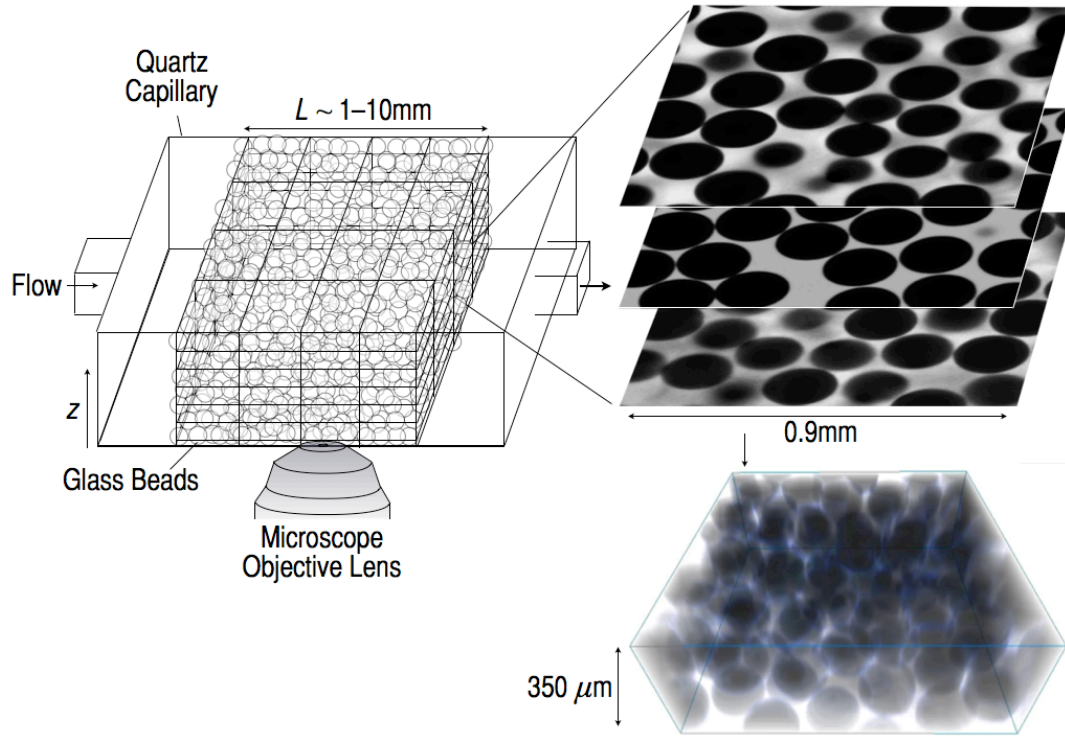 Quartz
Capillary
L ~ 1–10mm
Flow
z
Glass Beads
Microscope
Objective Lens
0.9mm
350 μm